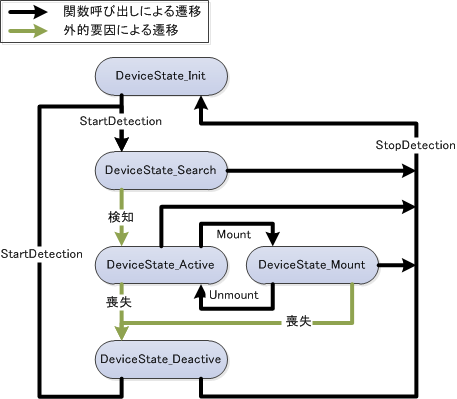 関数呼び出しによる遷移
外的要因による遷移
DeviceState_Init
StartDetection
StopDetection
DeviceState_Search
検知
Mount
StartDetection
DeviceState_Active
DeviceState_Mount
喪失
Unmount
喪失
DeviceState_Deactive